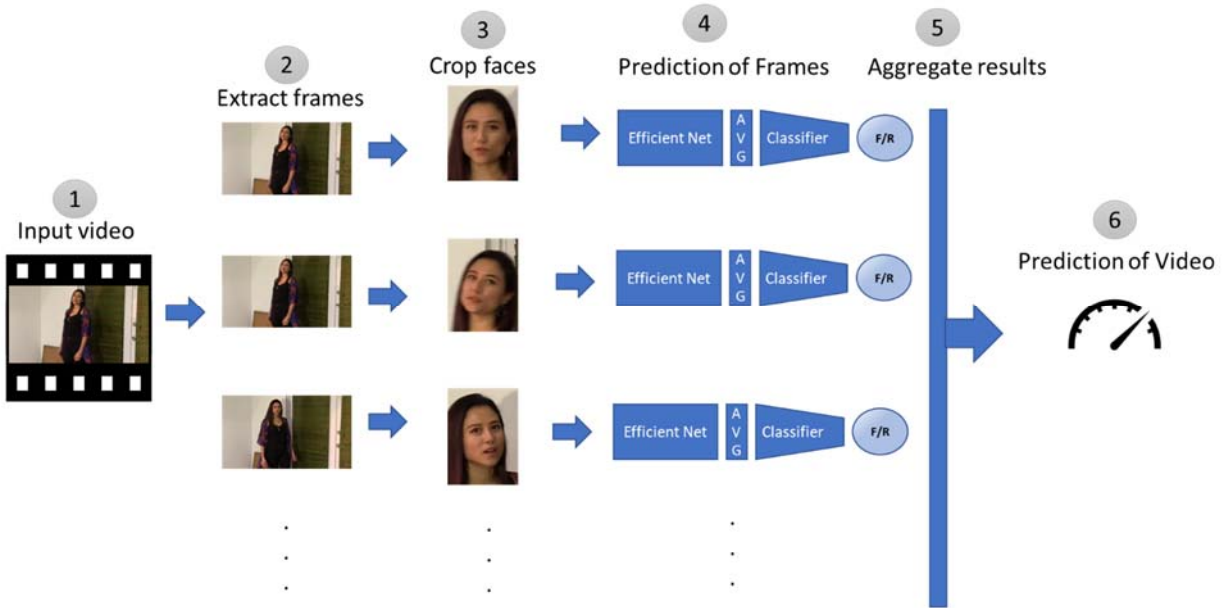 1
Input video
2
Extract frames
3
Crop faces
4
Prediction of Frames
5
Aggregate results
Efficient Net
A
V
G
Classifier
F/R
Efficient Net
A
V
G
Classifier
F/R
Efficient Net
A
V
G
Classifier
F/R
6
Prediction of Video